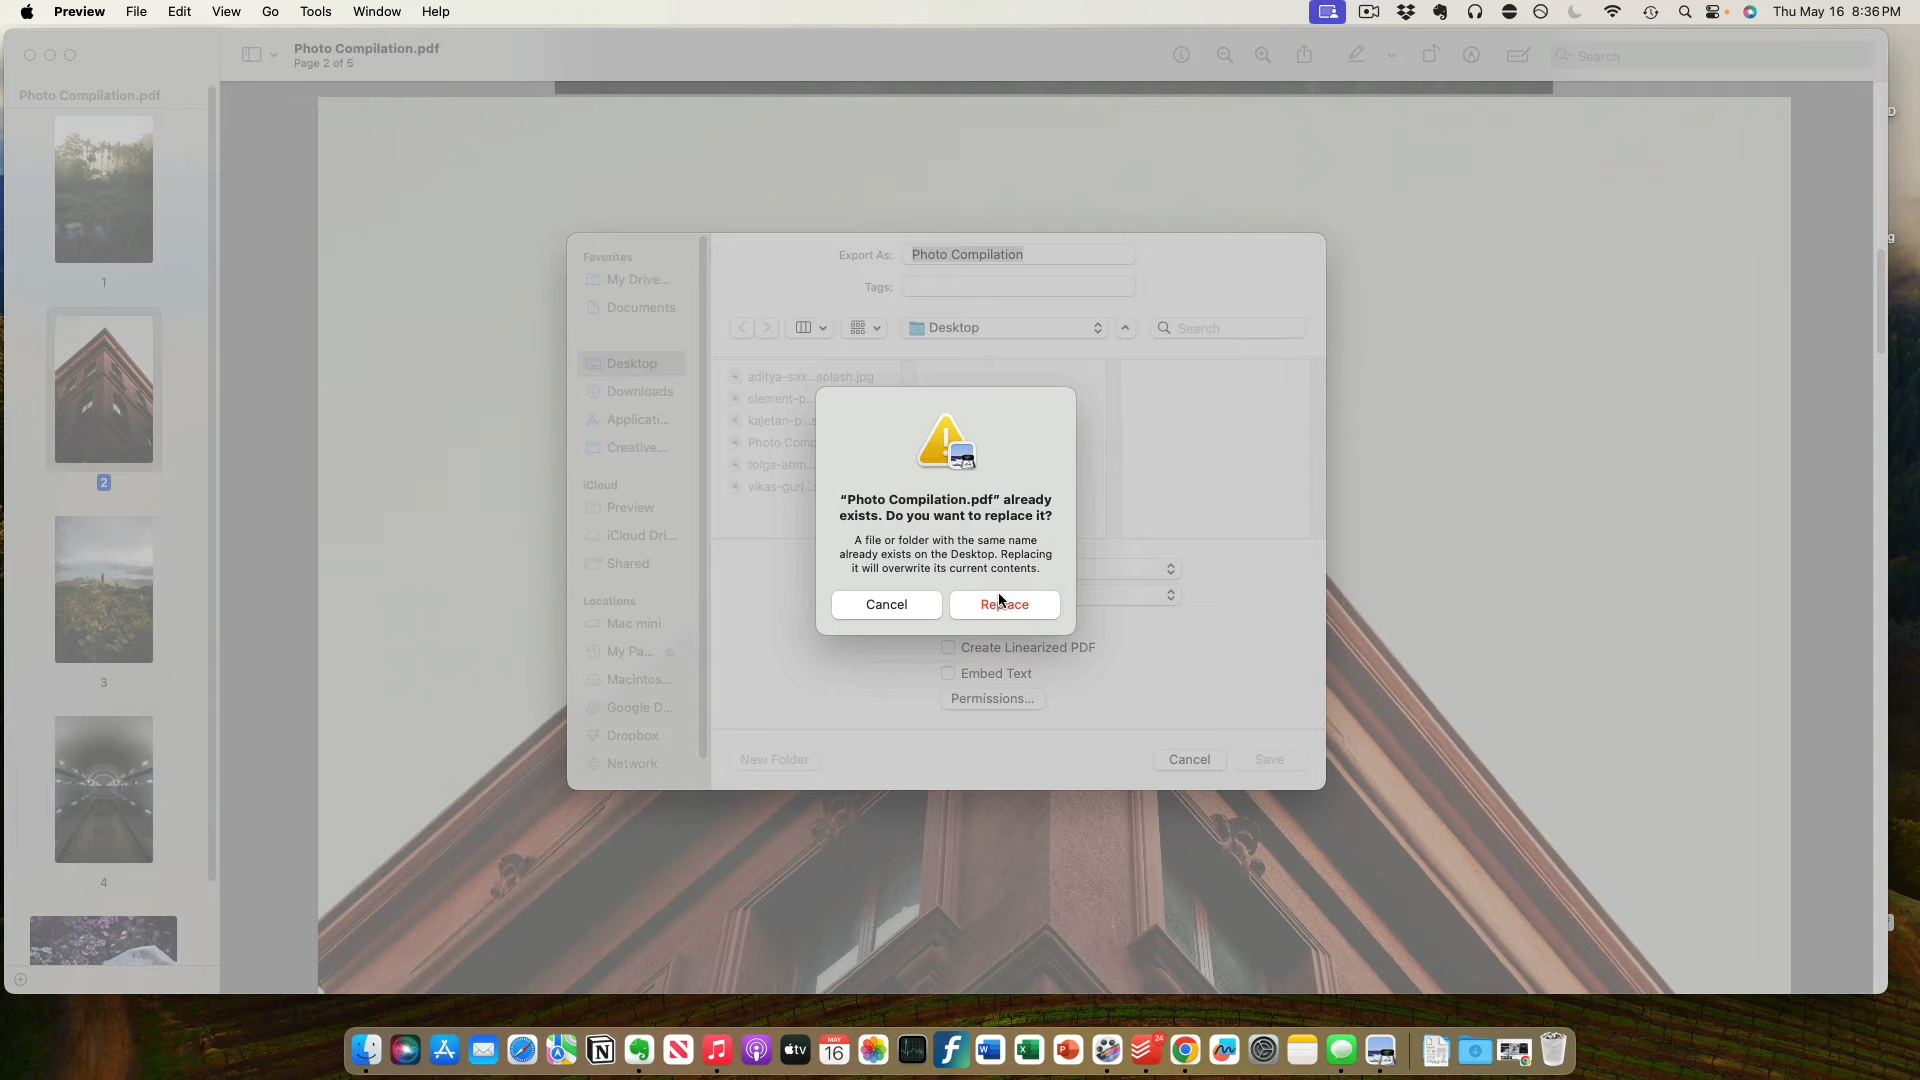 Preview File Edit View Go Tools Window Help
Thu May 16 8:36 PM
Photo Compilation.pdf
Page 2 of 5
Search
Photo Compilation.pdf
1
2
3
4
Favorites
My Drive...
Documents
Desktop
Downloads
Applicati...
Creative...
iCloud
Preview
iCloud Dri...
Shared
Locations
Mac mini
My Pa...
Macintos...
Google D...
Dropbox
Network
Export As: Photo Compilation
Tags:
Desktop
Search
aditya-sax...splash.jpg
clement-p...
kajetan-p...s
Photo Comp
tolga-ahm...
vikas-gurj...s
“Photo Compilation.pdf” already
exists. Do you want to replace it?
A file or folder with the same name
already exists on the Desktop. Replacing
it will overwrite its current contents.
Cancel Replace
Create Linearized PDF
Embed Text
Permissions...
New Folder Cancel Save
D
g
f
tv
MAY
16
24